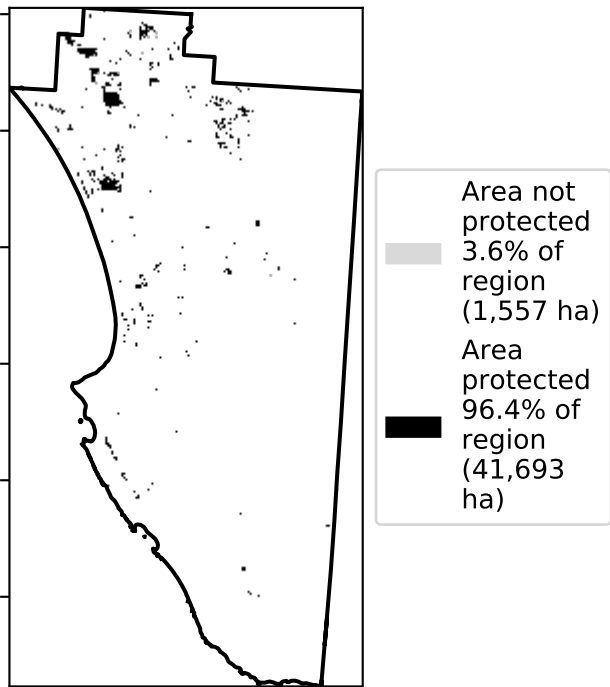 Area not
protected
3.6% of
region
(1,557 ha)
Area
protected
96.4% of
region
(41,693
ha)